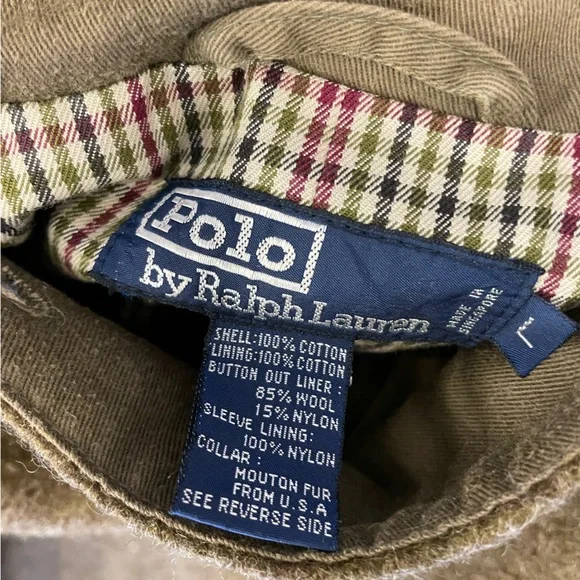 Polo
by Ralph Lauren
MADE IN
SINGAPORE
L
SHELL:100% COTTON
LINING:100% COTTON
BUTTON OUT LINER :
85% WOOL
15% NYLON
SLEEVE LINING:
100% NYLON
COLLAR :
MOUTON FUR
FROM U.S.A
SEE REVERSE SIDE